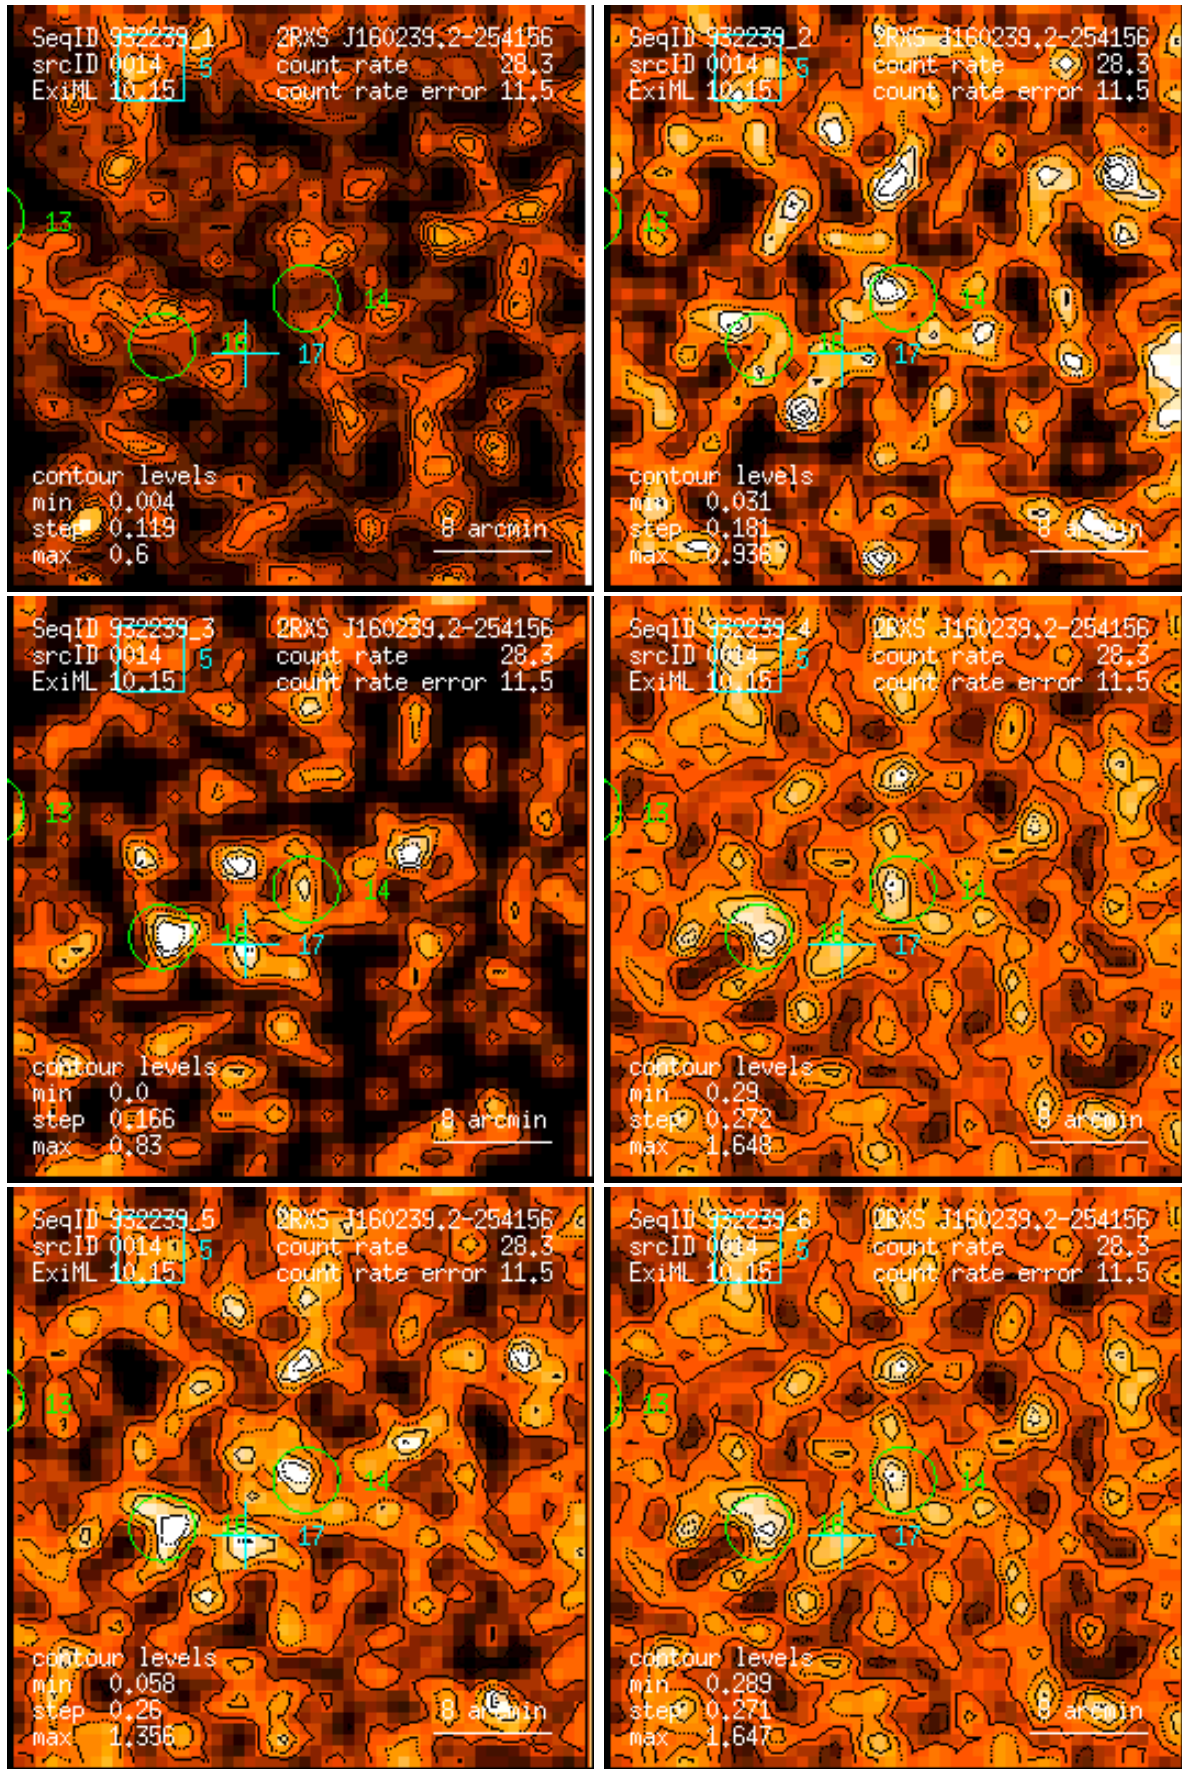 SeqID 932239_1 2RXS J160239.2-254156
srcID 0014 5 count rate 28.3
ExiML 10.15 count rate error 11.5
13
14
17
contour levels
min 0.004
step 0.119 8 arcmin
max 0.6
SeqID 932239_2 2RXS J160239.2-254156
srcID 0014 5 count rate 28.3
ExiML 10.15 count rate error 11.5
13
14
17
contour levels
min 0.031
step 0.181 8 arcmin
max 0.936
SeqID 932239_3 2RXS J160239.2-254156
srcID 0014 5 count rate 28.3
ExiML 10.15 count rate error 11.5
13
14
17
contour levels
min 0.0
step 0.166 8 arcmin
max 0.83
SeqID 932239_4 2RXS J160239.2-254156
srcID 0014 5 count rate 28.3
ExiML 10.15 count rate error 11.5
13
14
17
contour levels
min 0.29
step 0.272 8 arcmin
max 1.648
SeqID 932239_5 2RXS J160239.2-254156
srcID 0014 5 count rate 28.3
ExiML 10.15 count rate error 11.5
13
14
17
contour levels
min 0.058
step 0.26 8 arcmin
max 1.356
SeqID 932239_6 2RXS J160239.2-254156
srcID 0014 5 count rate 28.3
ExiML 10.15 count rate error 11.5
13
14
17
contour levels
min 0.289
step 0.271 8 arcmin
max 1.647